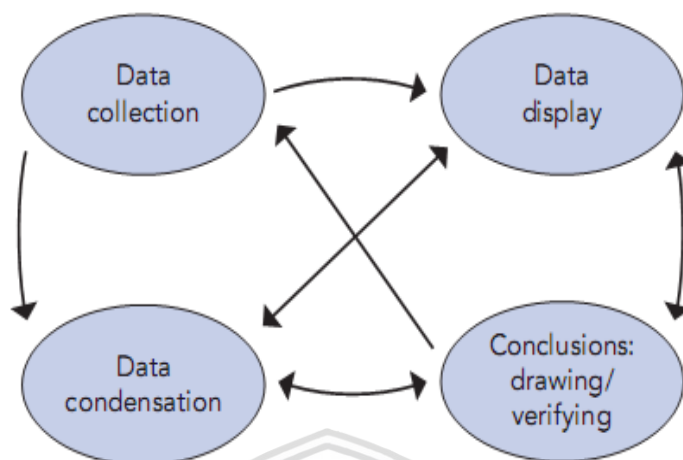 Data
collection
Data
display
Data
condensation
Conclusions:
drawing/
verifying